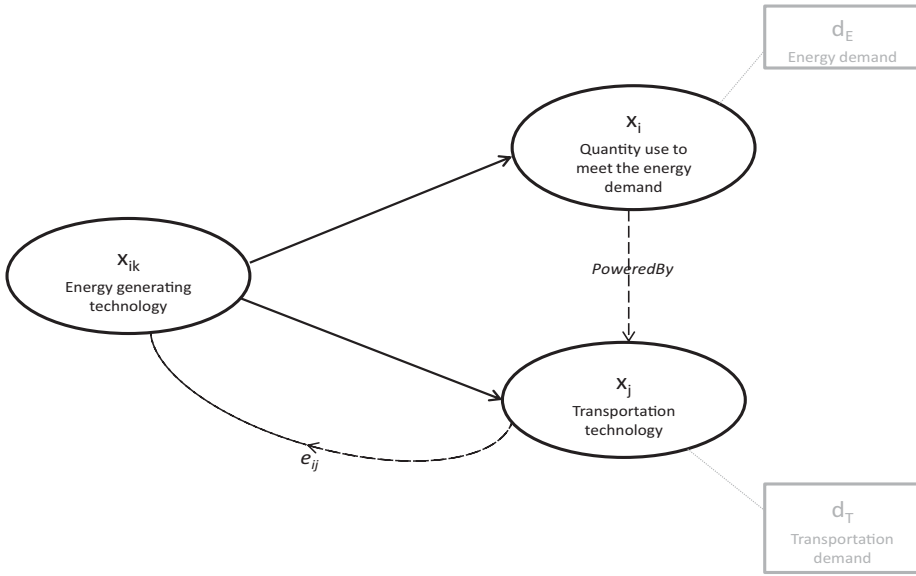 d_E
Energy demand
x_i
Quantity use to
meet the energy
demand
x_ik
Energy generating
technology
PoweredBy
x_j
Transportation
technology
e_ij
d_T
Transportation
demand